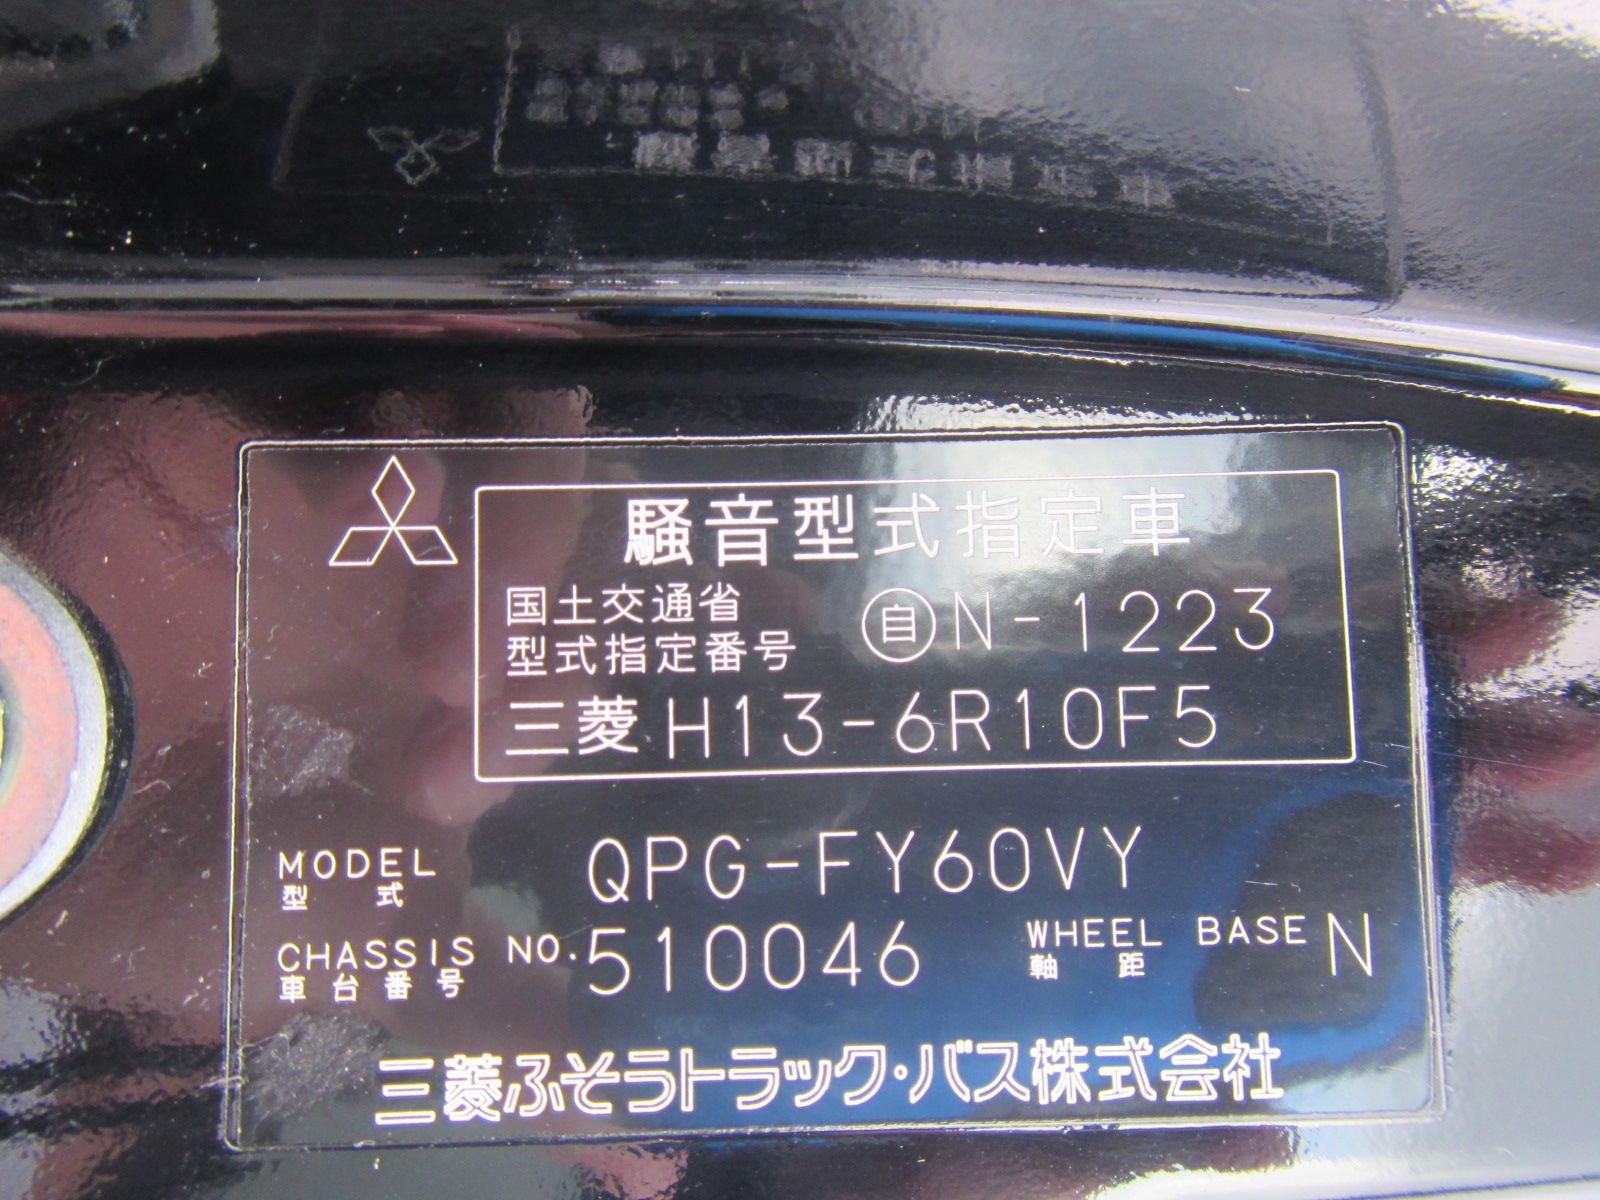 騒音型式指定車
国土交通省
型式指定番号 自N-1223
三菱 H13-6R10F5
MODEL QPG-FY60VY
型式
CHASSIS NO. 510046 WHEEL BASE N
車台番号 軸距
三菱ふそうトラック・バス株式会社